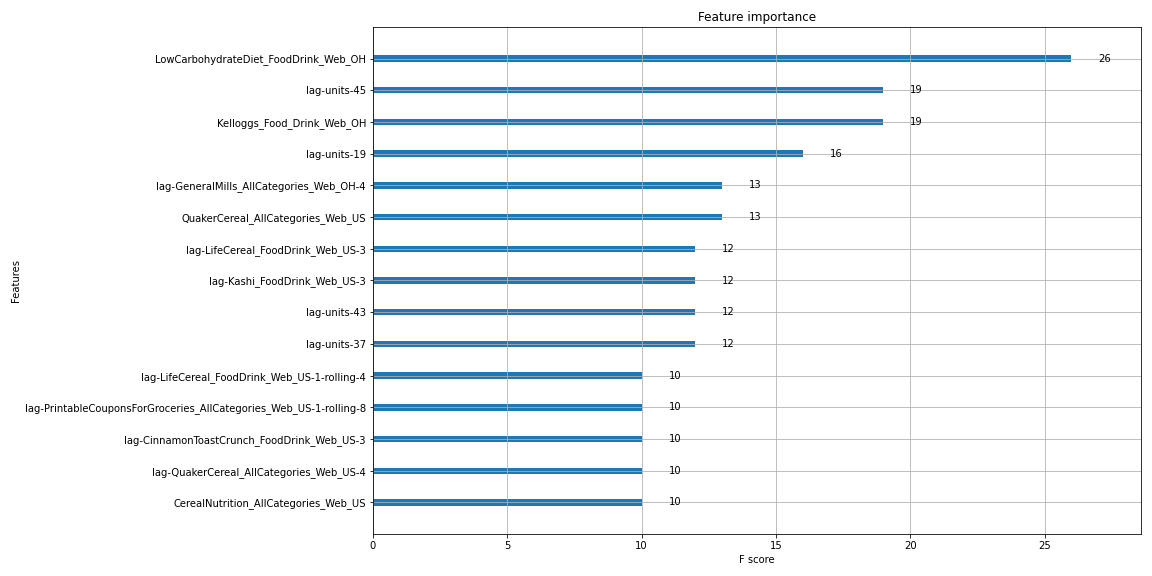 Feature importance
Features
LowCarbohydrateDiet_FoodDrink_Web_OH 26
lag-units-45 19
Kelloggs_Food_Drink_Web_OH 19
lag-units-19 16
lag-GeneralMills_AllCategories_Web_OH-4 13
QuakerCereal_AllCategories_Web_US 13
lag-LifeCereal_FoodDrink_Web_US-3 12
lag-Kashi_FoodDrink_Web_US-3 12
lag-units-43 12
lag-units-37 12
lag-LifeCereal_FoodDrink_Web_US-1-rolling-4 10
lag-PrintableCouponsForGroceries_AllCategories_Web_US-1-rolling-8 10
lag-CinnamonToastCrunch_FoodDrink_Web_US-3 10
lag-QuakerCereal_AllCategories_Web_US-4 10
CerealNutrition_AllCategories_Web_US 10
0 5 10 15 20 25
F score